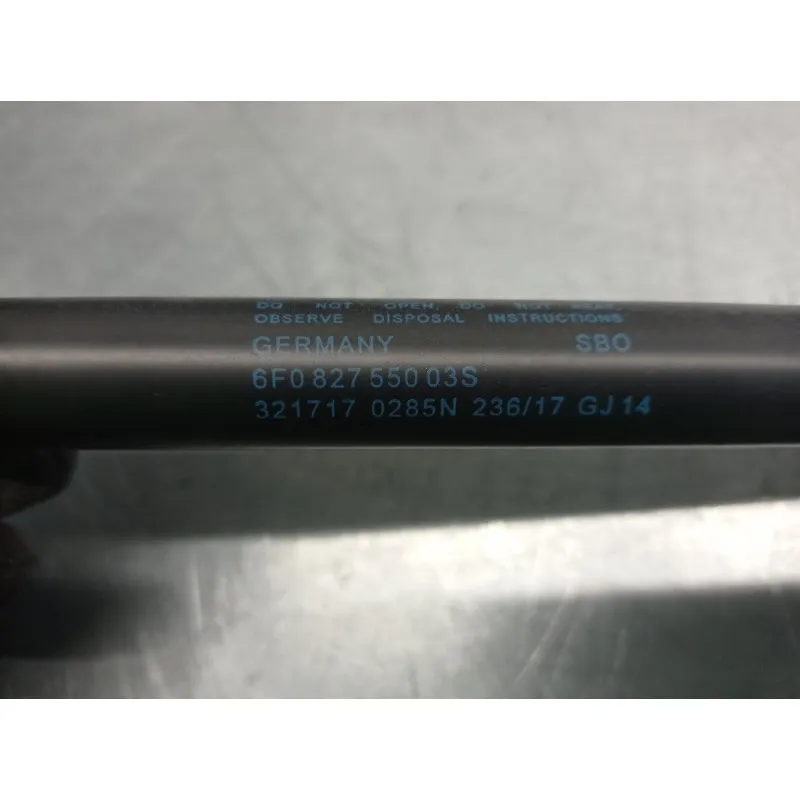 DO NOT OPEN, DO NOT HEAT,
OBSERVE DISPOSAL INSTRUCTIONS
GERMANY SBO
6F0 827 550 03S
321717 0285N 236/17 GJ 14